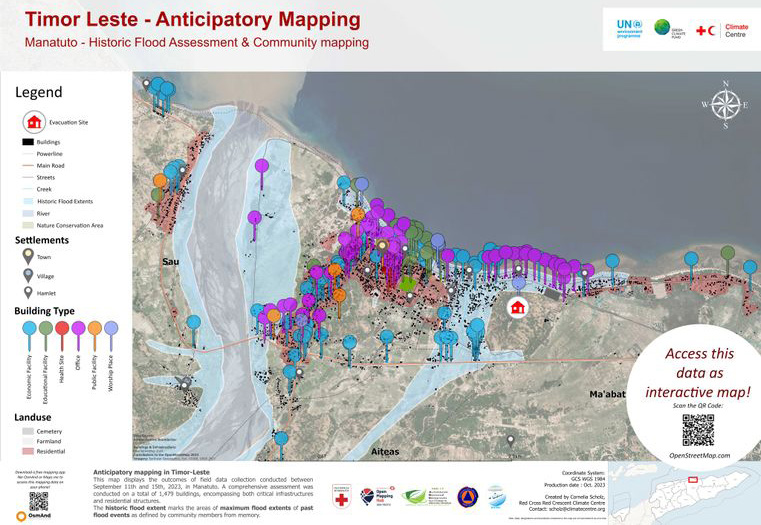 Timor Leste - Anticipatory Mapping
Manatuto - Historic Flood Assessment & Community mapping
UN
environment
programme
GREEN
CLIMATE
FUND
Climate
Centre
Legend
Evacuation Site
Buildings
Powerline
Main Road
Streets
Creek
Historic Flood Extents
River
Nature Conservation Area
Settlements
Town
Village
Hamlet
Building Type
Economic Facility
Educational Facility
Health Site
Office
Public Facility
Worship Place
Landuse
Cemetery
Farmland
Residential
N
W
E
S
Sau
Ma'abat
Aiteas
Access this
data as
interactive map!
Scan the QR Code:
OpenStreetMap.com
OsmAnd
Anticipatory mapping in Timor-Leste
This map displays the outcomes of field data collection conducted between
September 11th and 15th, 2023, in Manatuto. A comprehensive assessment was
conducted on a total of 1,479 buildings, encompassing both critical infrastructures
and residential structures.
The historic flood extent marks the areas of maximum flood extents of past
flood events as defined by community members from memory.
Open
Mapping
Hub
Coordinate System:
GCS WGS 1984
Production date : Oct. 2023
Created by Cornelia Scholz,
Red Cross Red Crescent Climate Centre
Contact: scholz@climatecentre.org